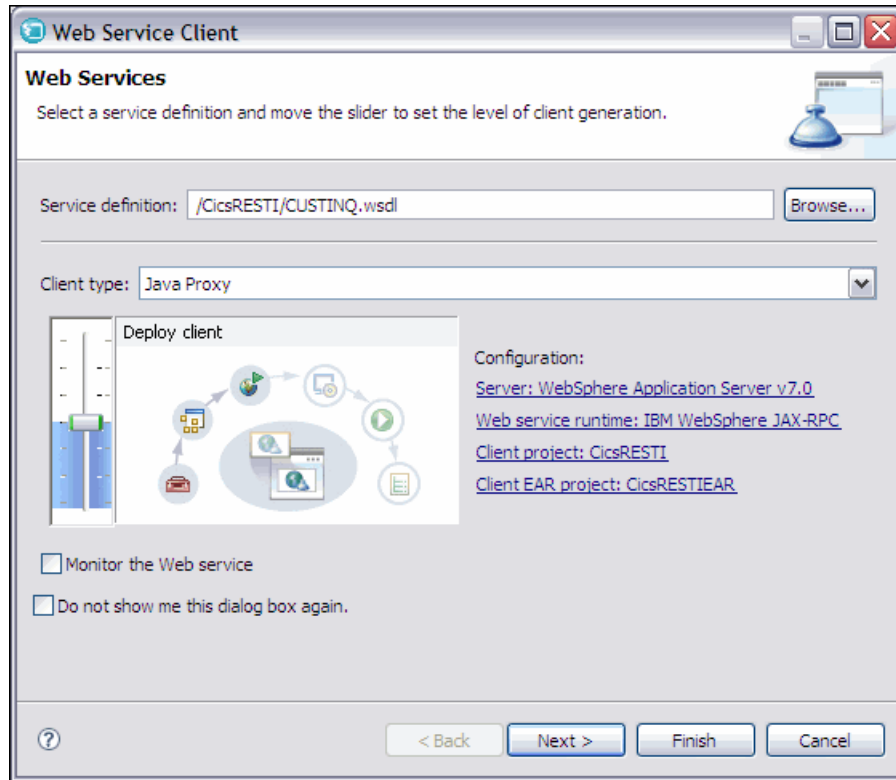 Web Service Client
Web Services
Select a service definition and move the slider to set the level of client generation.
Service definition: /CicsRESTI/CUSTINQ.wsdl Browse...
Client type: Java Proxy
Deploy client
Configuration:
Server: WebSphere Application Server v7.0
Web service runtime: IBM WebSphere JAX-RPC
Client project: CicsRESTI
Client EAR project: CicsRESTIEAR
Monitor the Web service
Do not show me this dialog box again.
? < Back Next > Finish Cancel